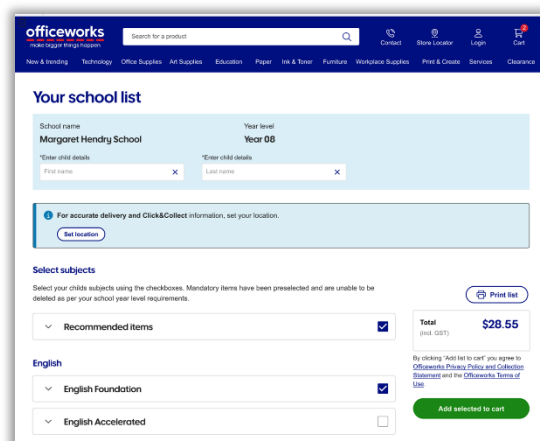 officeworks
make bigger things happen
Search for a product
Contact
Store Locator
Login
2
Cart
New & trending Technology Office Supplies Art Supplies Education Paper Ink & Toner Furniture Workplace Supplies Print & Create Services Clearance
Your school list
School name Year level
Margaret Hendry School Year 08
*Enter child details *Enter child details
First name Last name
For accurate delivery and Click&Collect information, set your location.
Set location
Select subjects
Select your childs subjects using the checkboxes. Mandatory items have been preselected and are unable to be
deleted as per your school year level requirements.
Print list
Recommended items
Total $28.55
(incl. GST)
By clicking "Add list to cart" you agree to
Officeworks Privacy Policy and Collection
Statement and the Officeworks Terms of
Use.
English
English Foundation
Add selected to cart
English Accelerated